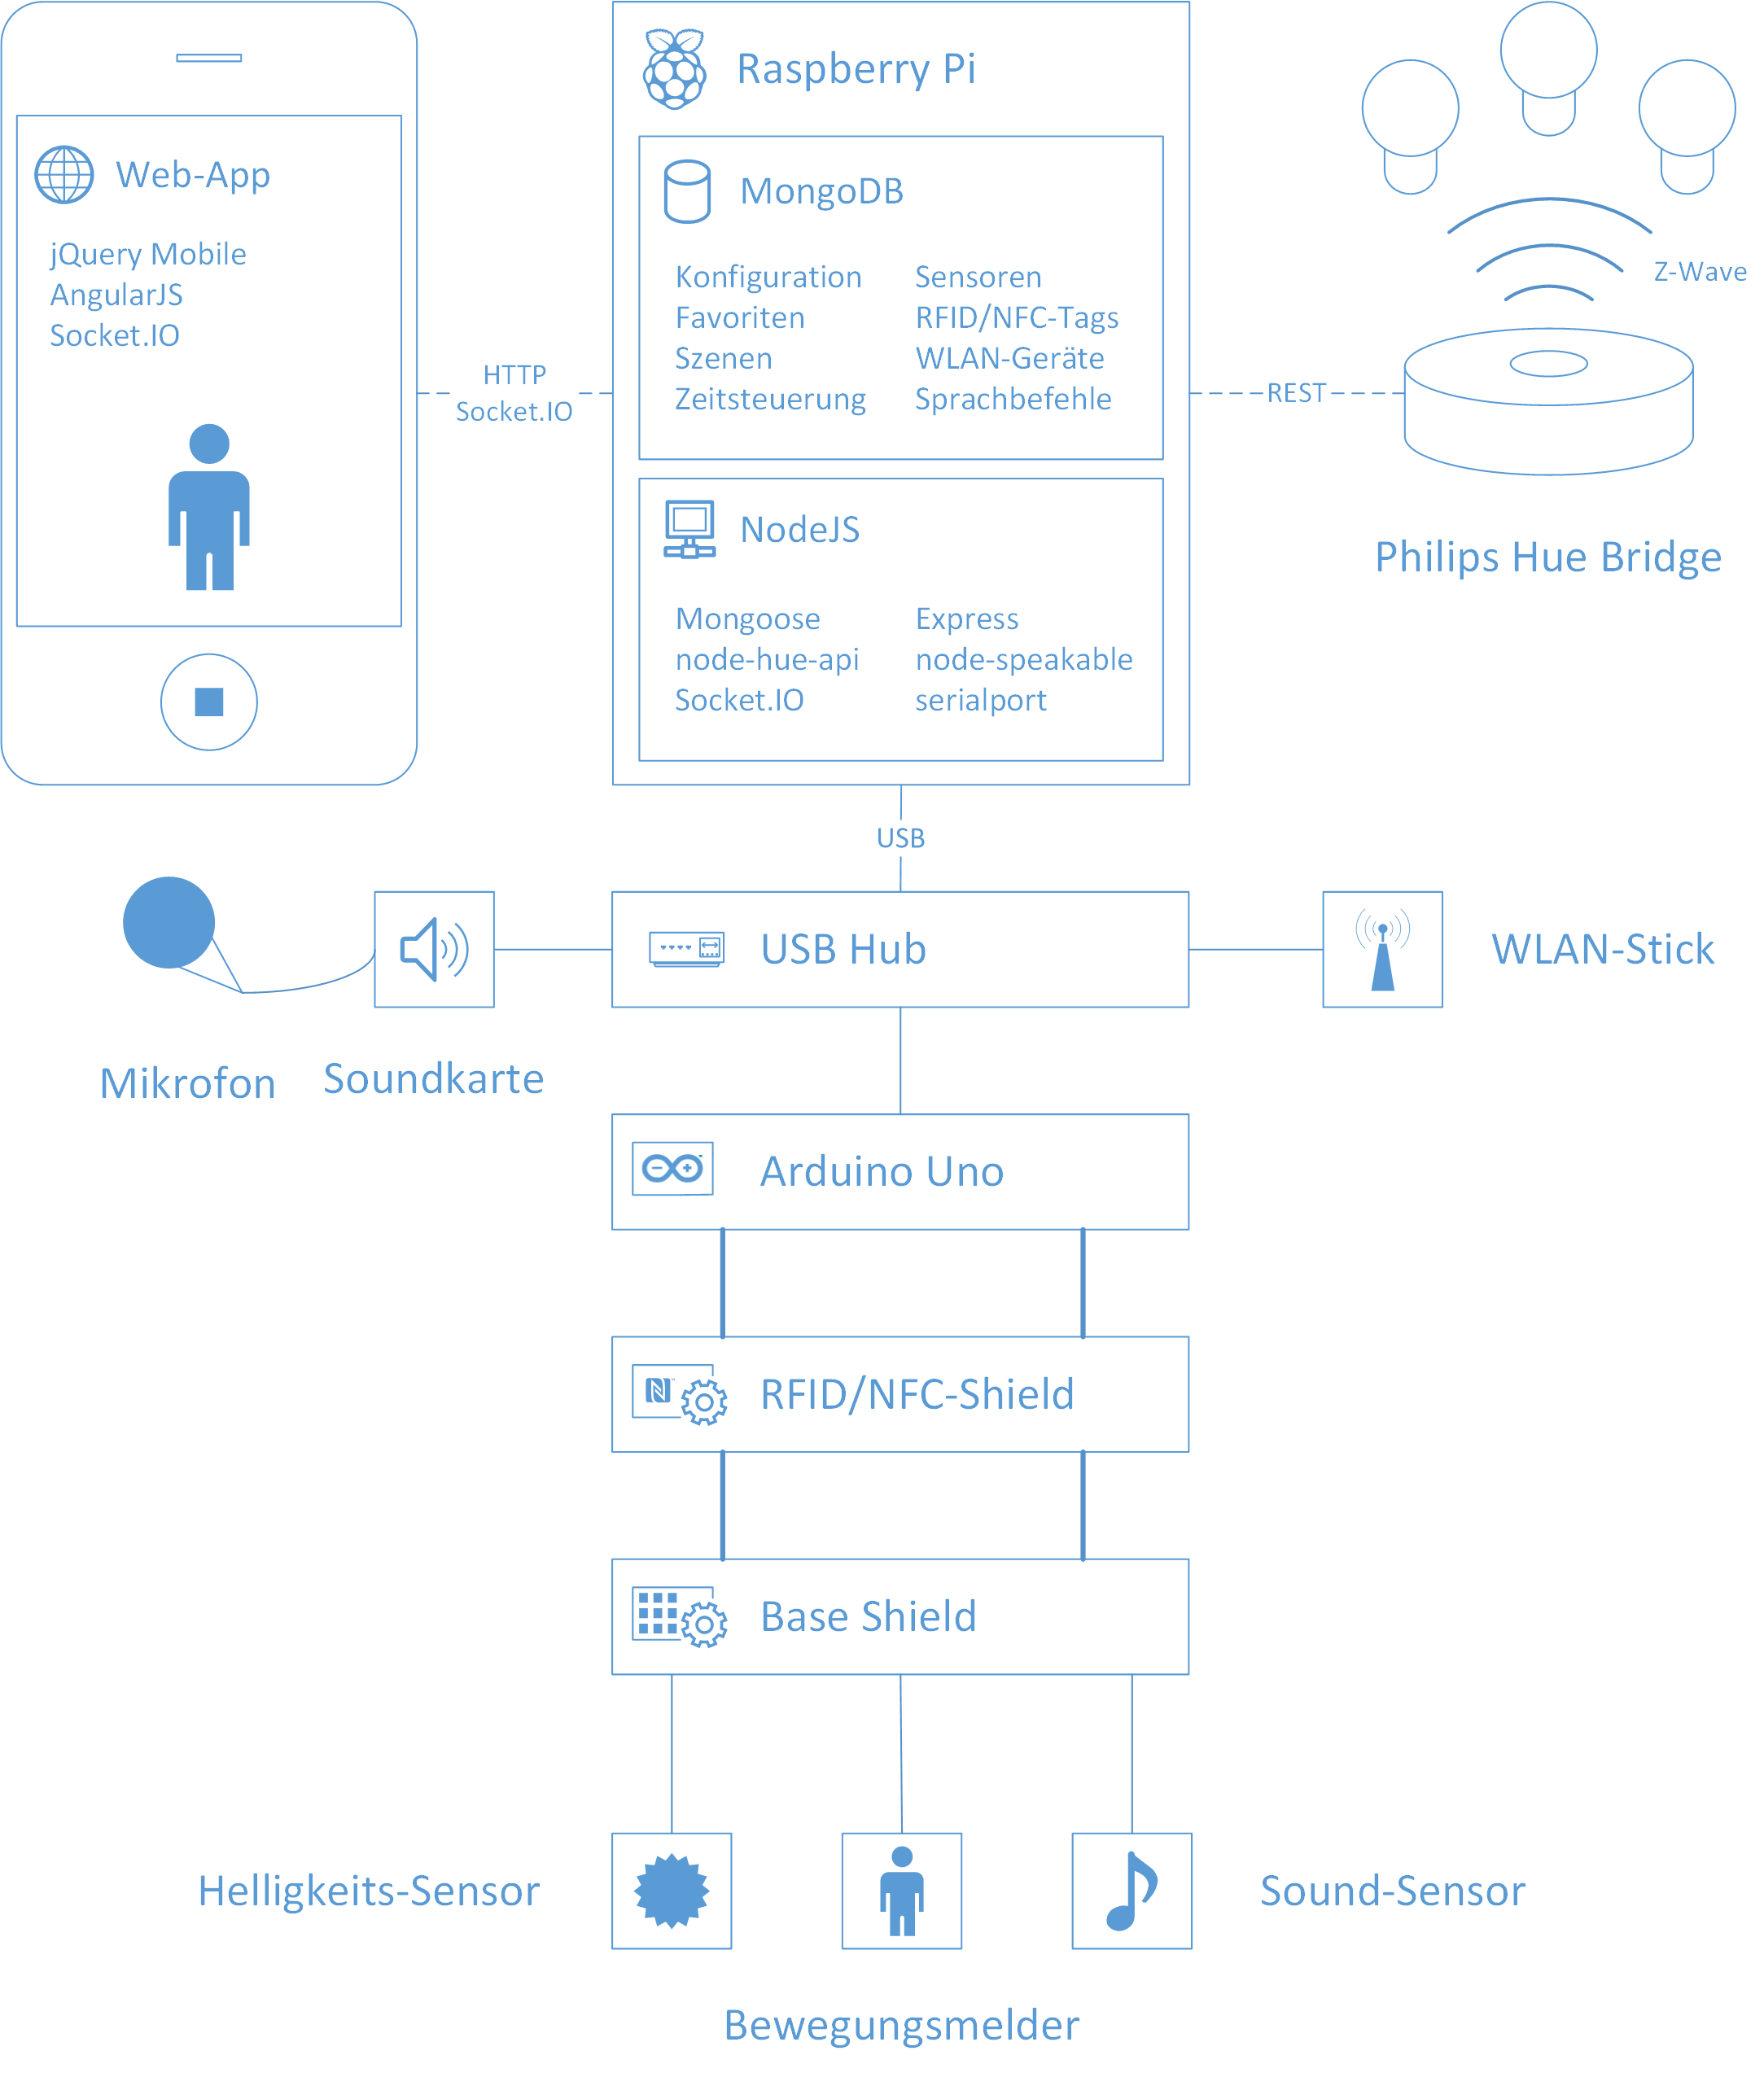 Web-App
jQuery Mobile
AngularJS
Socket.IO
HTTP
Socket.IO
Raspberry Pi
MongoDB
Konfiguration
Favoriten
Szenen
Zeitsteuerung
Sensoren
RFID/NFC-Tags
WLAN-Geräte
Sprachbefehle
NodeJS
Mongoose
node-hue-api
Socket.IO
Express
node-speakable
serialport
REST
Z-Wave
Philips Hue Bridge
USB
Mikrofon
Soundkarte
USB Hub
WLAN-Stick
Arduino Uno
RFID/NFC-Shield
Base Shield
Helligkeits-Sensor
Bewegungsmelder
Sound-Sensor